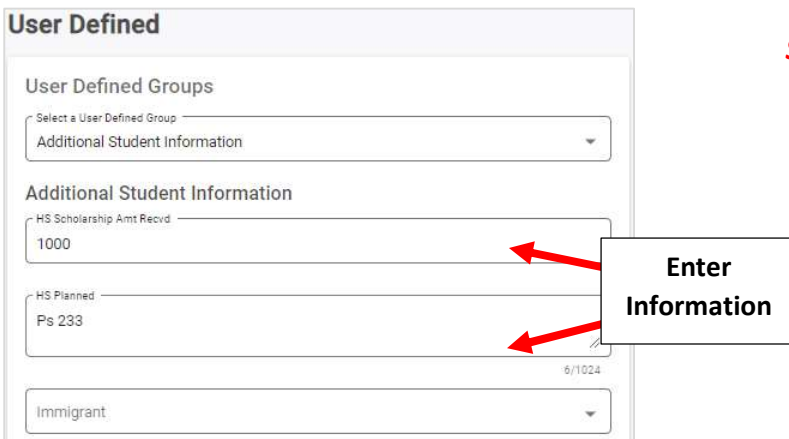 User Defined
User Defined Groups
Select a User Defined Group
Additional Student Information
Additional Student Information
HS Scholarship Amt Recvd
1000
HS Planned
Ps 233
6/1024
Immigrant
Enter
Information